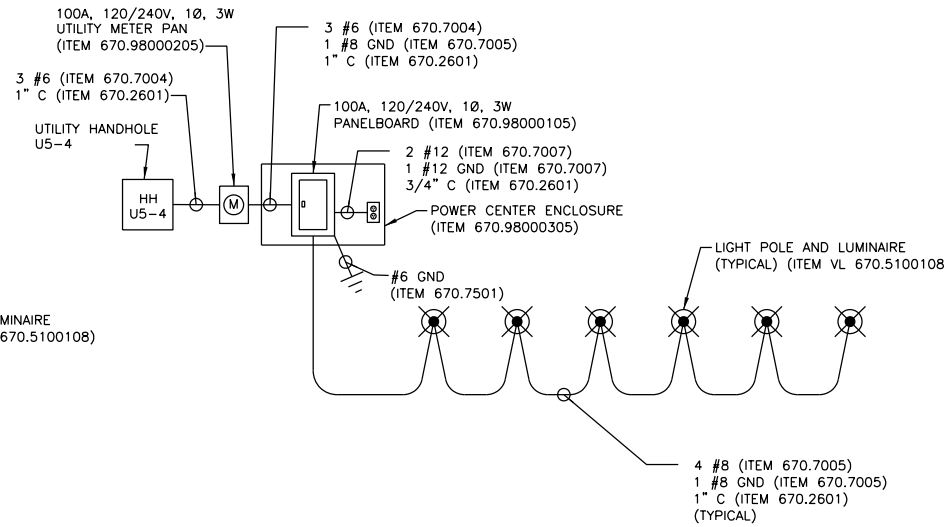 100A, 120/240V, 1Ø, 3W
UTILITY METER PAN
(ITEM 670.98000205)
3 #6 (ITEM 670.7004)
1 #8 GND (ITEM 670.7005)
1" C (ITEM 670.2601)
3 #6 (ITEM 670.7004)
1" C (ITEM 670.2601)
100A, 120/240V, 1Ø, 3W
PANELBOARD (ITEM 670.98000105)
UTILITY HANDHOLE
U5-4
2 #12 (ITEM 670.7007)
1 #12 GND (ITEM 670.7007)
3/4" C (ITEM 670.2601)
HH
U5-4
M
POWER CENTER ENCLOSURE
(ITEM 670.98000305)
LIGHT POLE AND LUMINAIRE
(TYPICAL) (ITEM VL 670.5100108
#6 GND
(ITEM 670.7501)
MINAIRE
670.5100108)
4 #8 (ITEM 670.7005)
1 #8 GND (ITEM 670.7005)
1" C (ITEM 670.2601)
(TYPICAL)